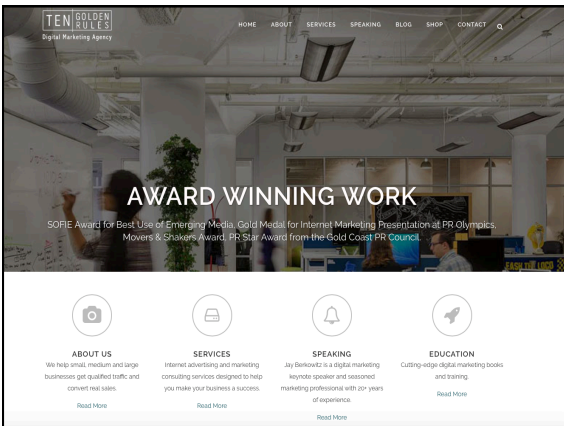 TEN GOLDEN
RULES
Digital Marketing Agency
HOME ABOUT SERVICES SPEAKING BLOG SHOP CONTACT
AWARD WINNING WORK
SOFIE Award for Best Use of Emerging Media, Gold Medal for Internet Marketing Presentation at PR Olympics,
Movers & Shakers Award, PR Star Award from the Gold Coast PR Council.
ABOUT US
We help small, medium and large
businesses get qualified traffic and
convert real sales.
Read More
SERVICES
Internet advertising and marketing
consulting services designed to help
you make your business a success.
Read More
SPEAKING
Jay Berkowitz is a digital marketing
keynote speaker and seasoned
marketing professional with 20+ years
of experience.
Read More
EDUCATION
Cutting-edge digital marketing books
and training.
Read More